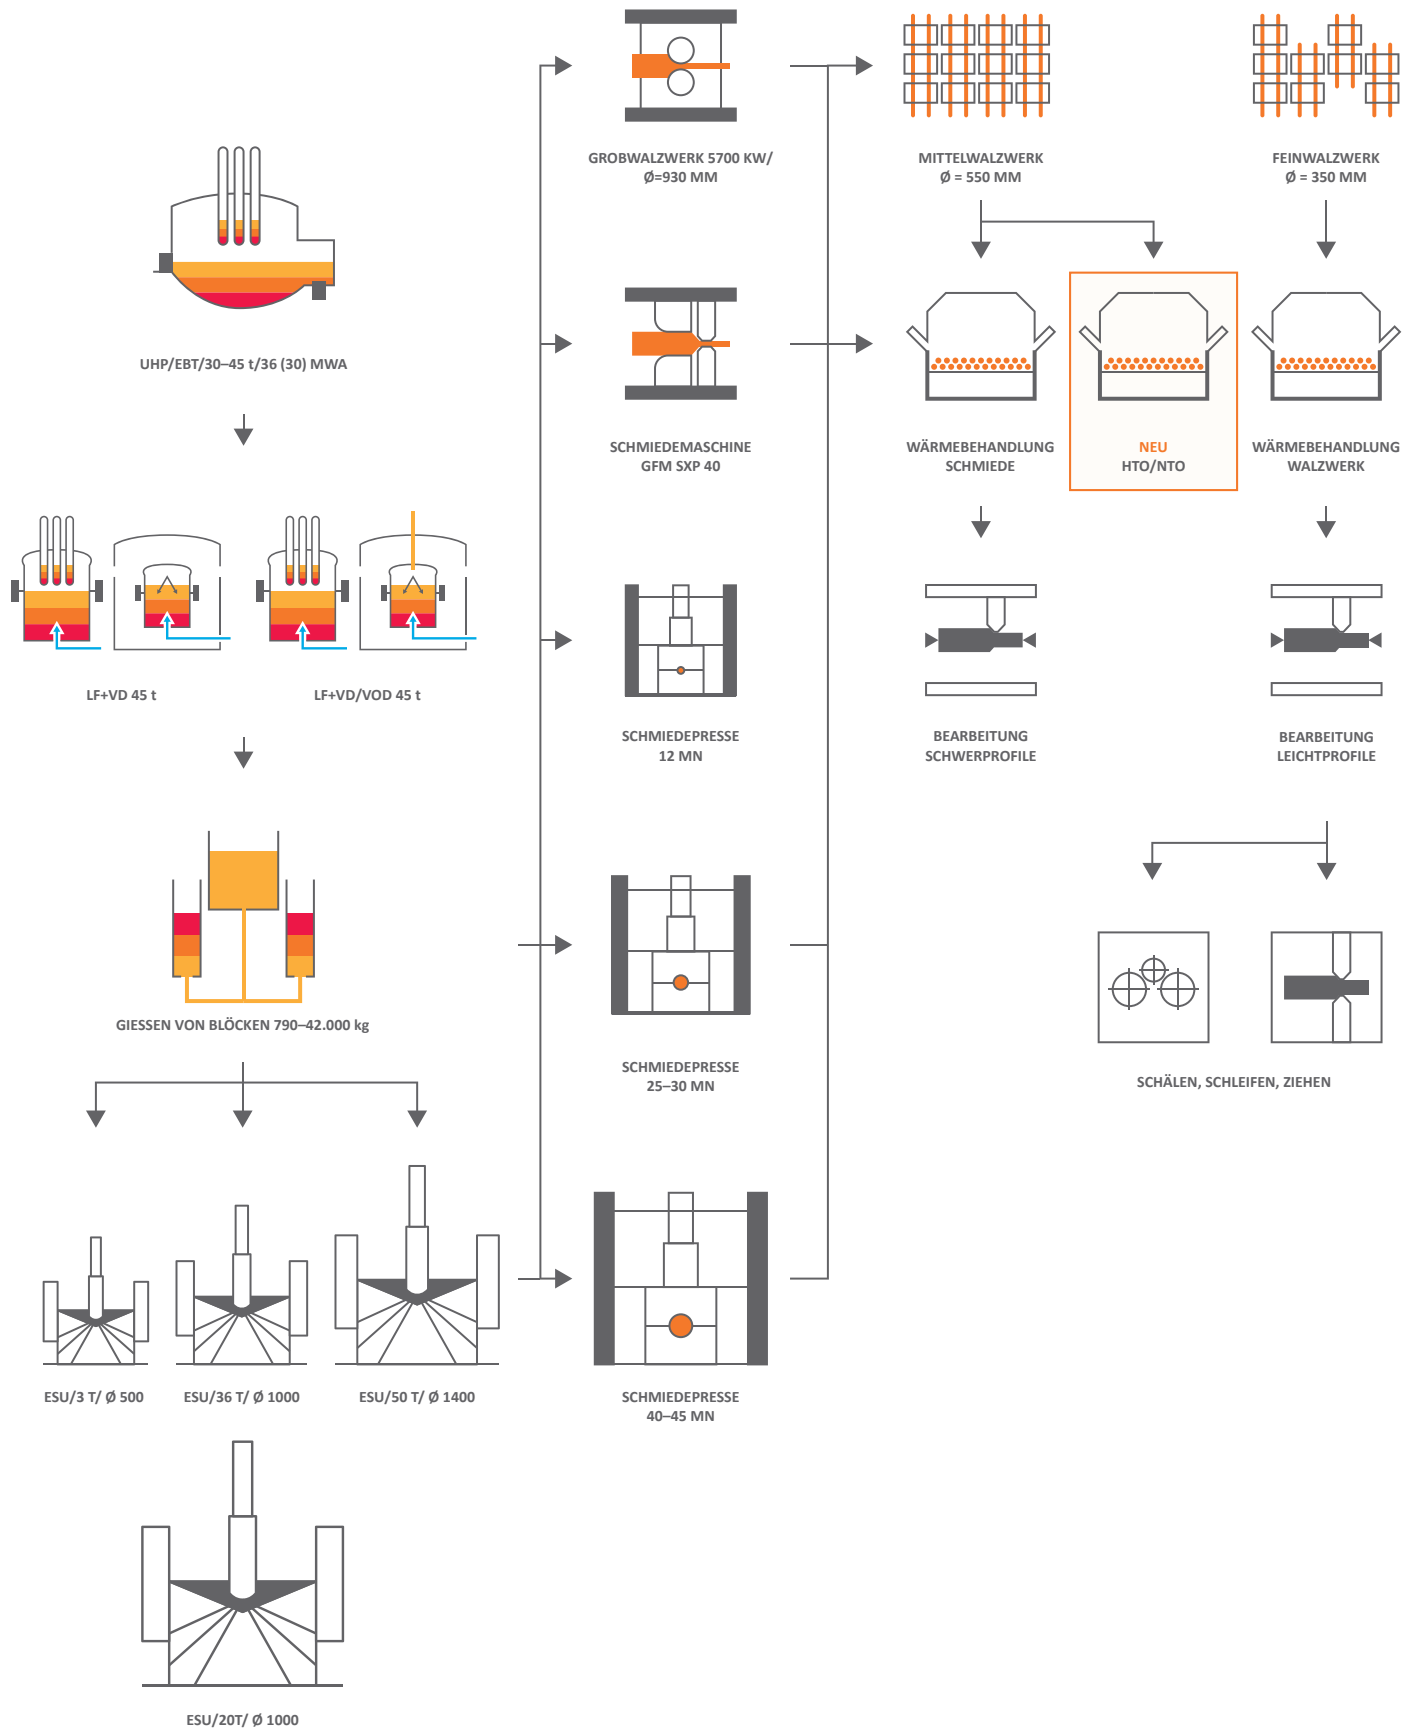 UHP/EBT/30–45 t/36 (30) MWA
LF+VD 45 t
LF+VD/VOD 45 t
GIESSEN VON BLÖCKEN 790–42.000 kg
ESU/3 T/ Ø 500
ESU/36 T/ Ø 1000
ESU/50 T/ Ø 1400
ESU/20T/ Ø 1000
GROBWALZWERK 5700 KW/
Ø=930 MM
SCHMIEDEMASCHINE
GFM SXP 40
SCHMIEDEPRESSE
12 MN
SCHMIEDEPRESSE
25–30 MN
SCHMIEDEPRESSE
40–45 MN
MITTELWALZWERK
Ø = 550 MM
FEINWALZWERK
Ø = 350 MM
WÄRMEBEHANDLUNG
SCHMIEDE
NEU
HTO/NTO
WÄRMEBEHANDLUNG
WALZWERK
BEARBEITUNG
SCHWERPROFILE
BEARBEITUNG
LEICHTPROFILE
SCHÄLEN, SCHLEIFEN, ZIEHEN